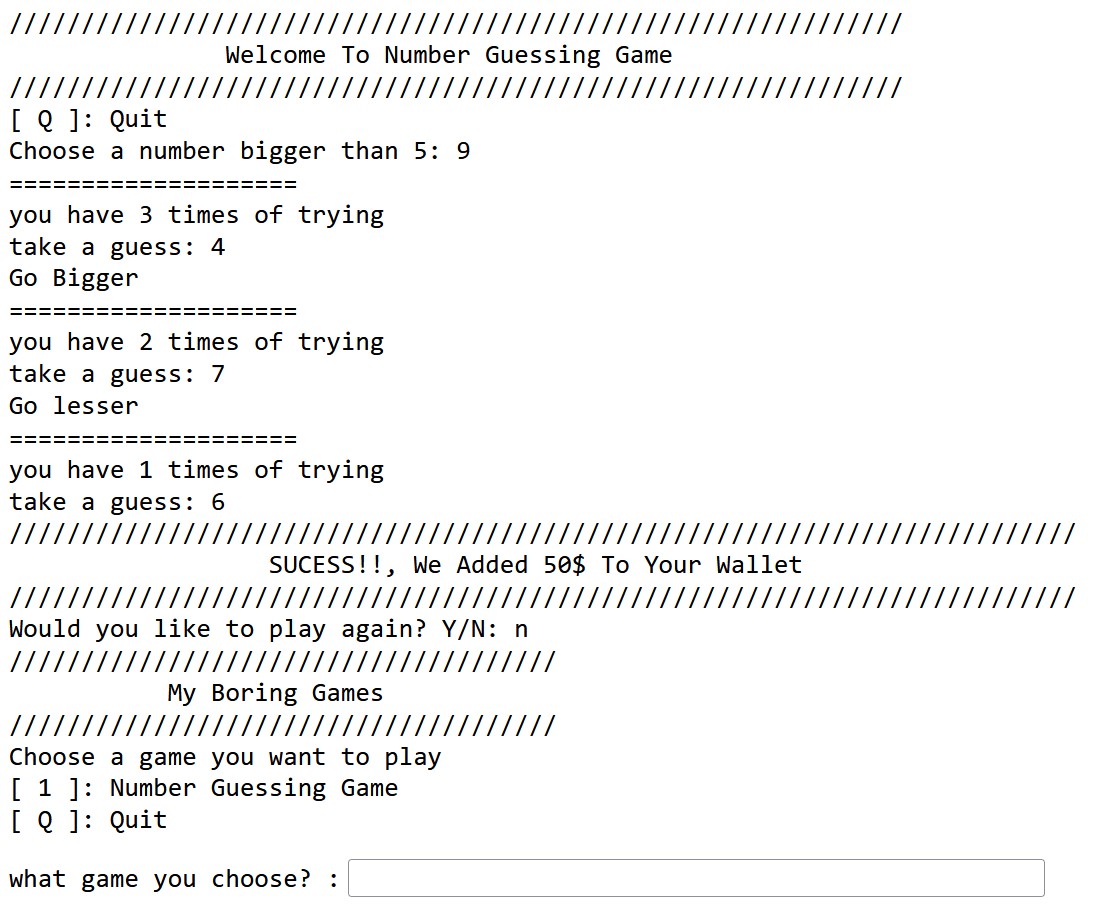 //////////////////////////////////////////////////////////////
Welcome To Number Guessing Game
//////////////////////////////////////////////////////////////
[ Q ]: Quit
Choose a number bigger than 5: 9
====================
you have 3 times of trying
take a guess: 4
Go Bigger
====================
you have 2 times of trying
take a guess: 7
Go lesser
====================
you have 1 times of trying
take a guess: 6
//////////////////////////////////////////////////////////////////////////
SUCESS!!, We Added 50$ To Your Wallet
//////////////////////////////////////////////////////////////////////////
Would you like to play again? Y/N: n
//////////////////////////////////////
My Boring Games
//////////////////////////////////////
Choose a game you want to play
[ 1 ]: Number Guessing Game
[ Q ]: Quit
what game you choose? :